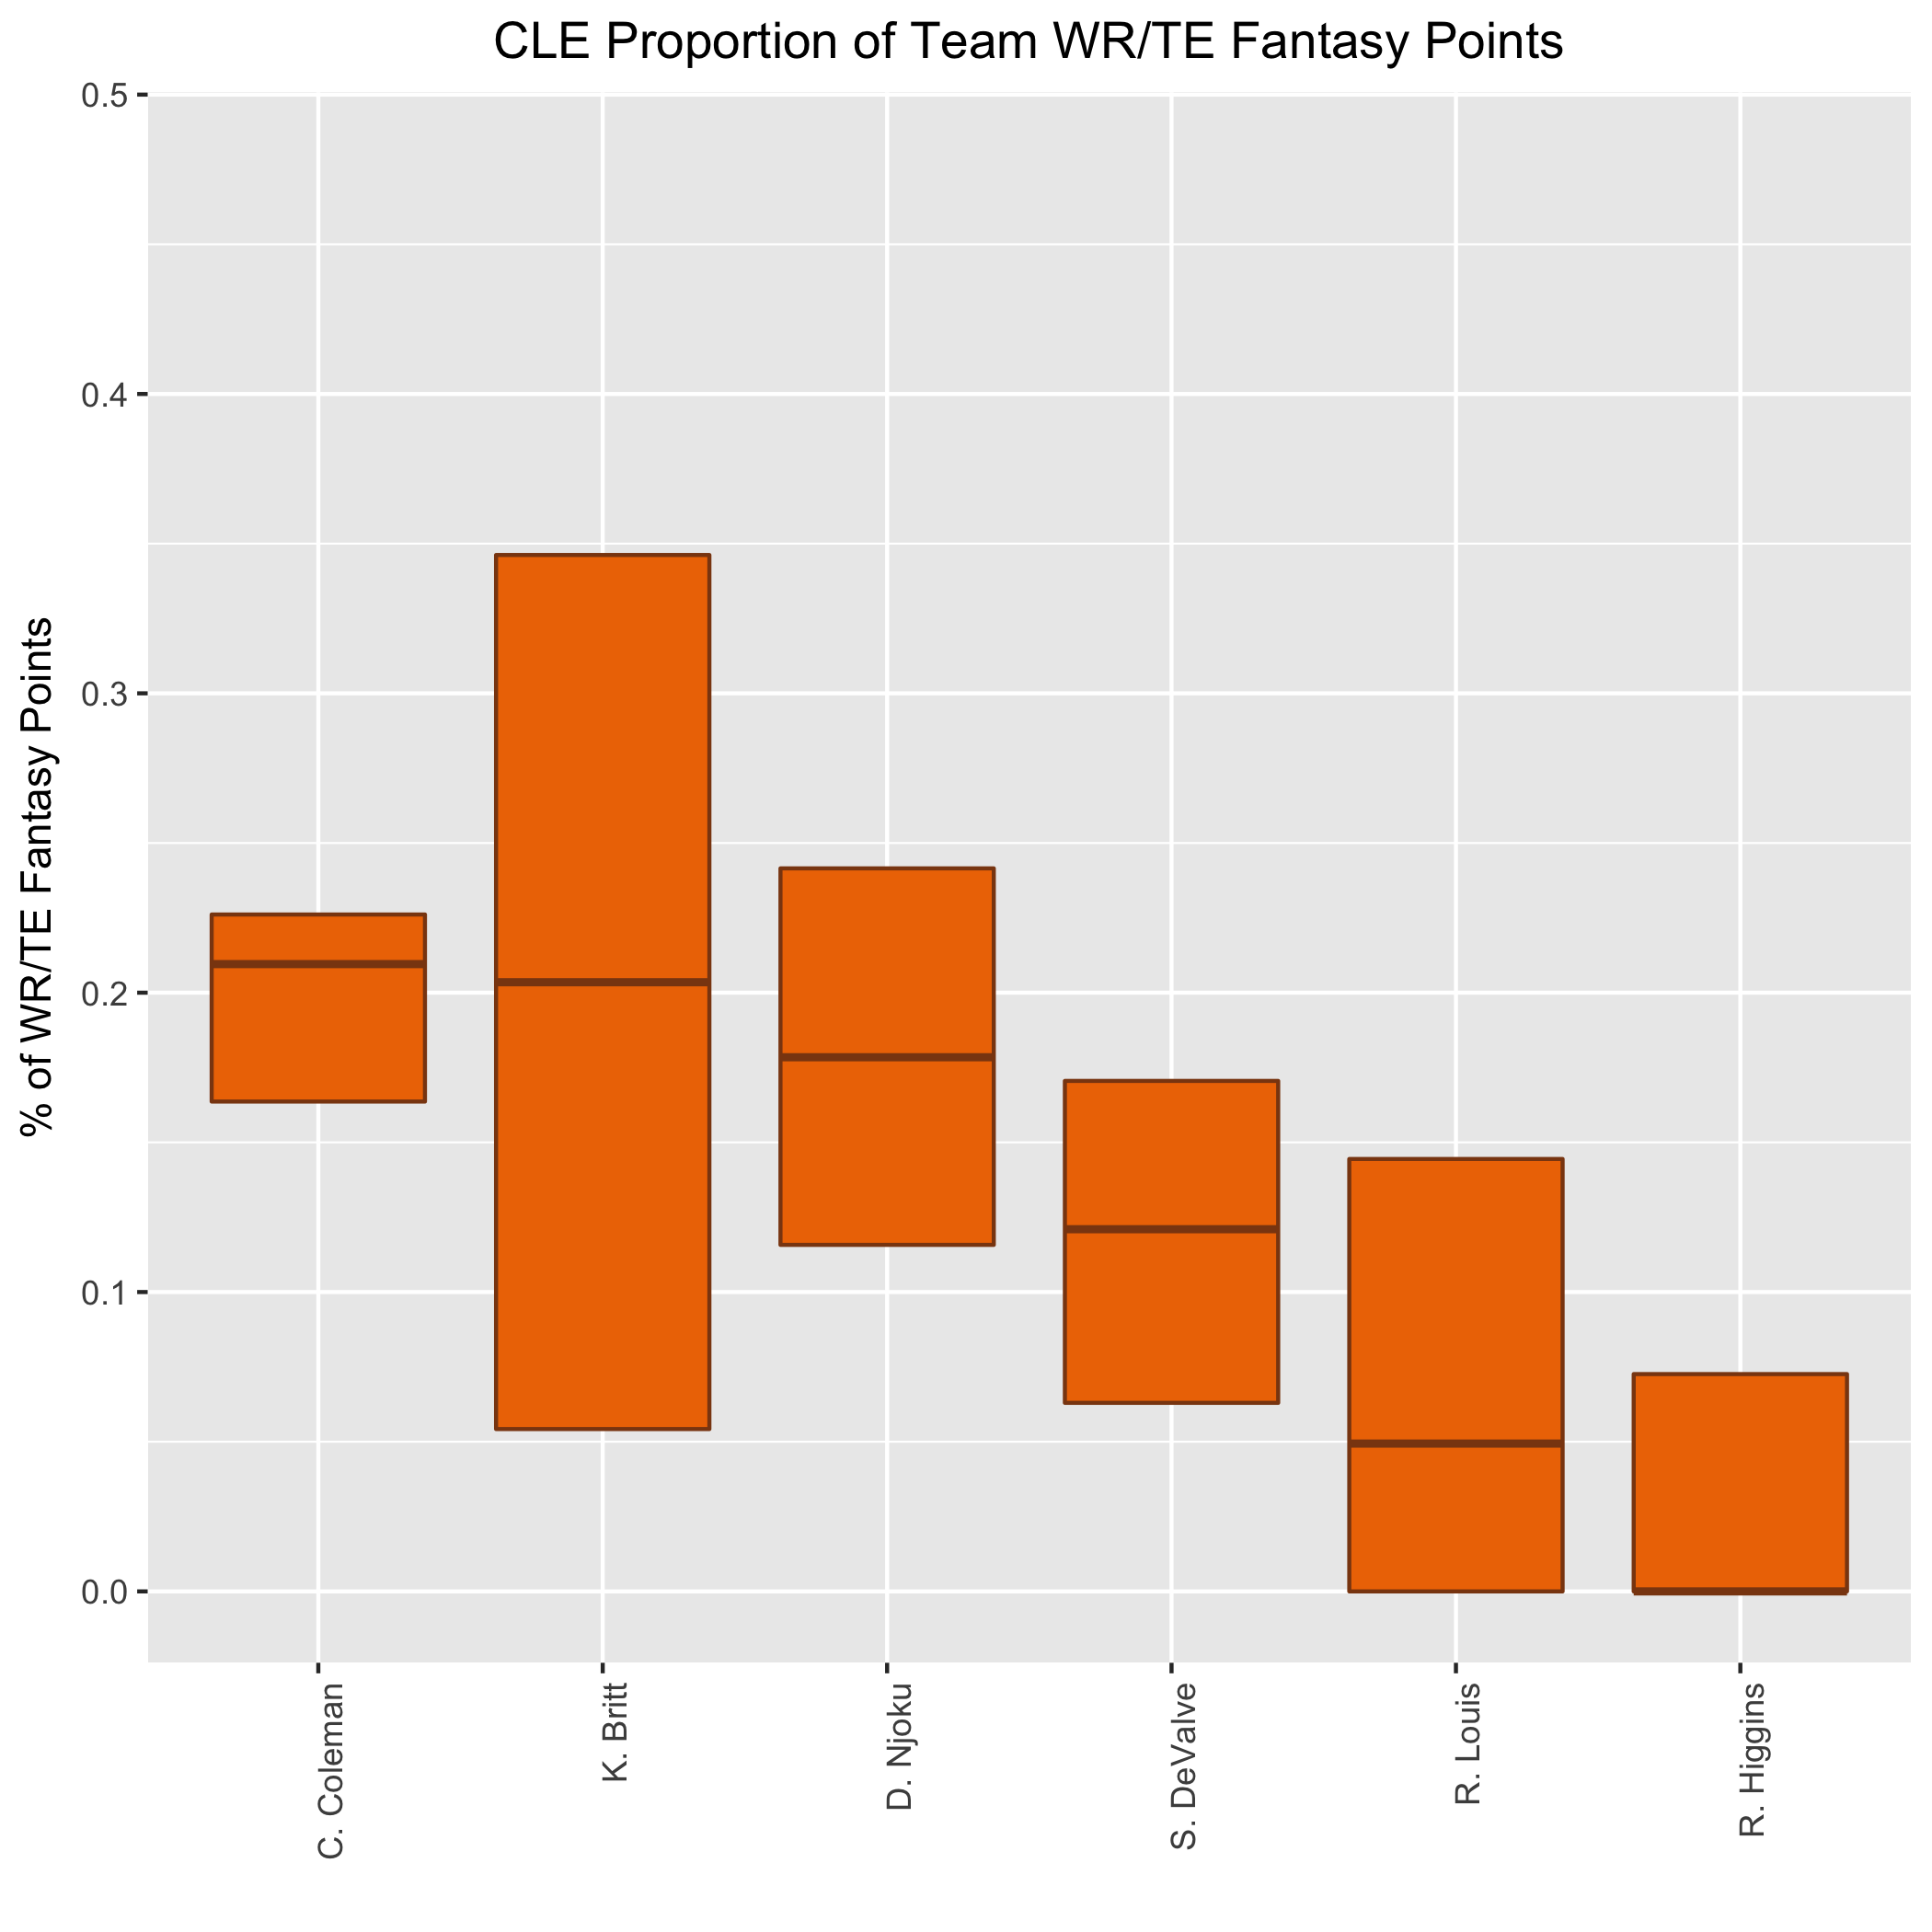 CLE Proportion of Team WR/TE Fantasy Points
% of WR/TE Fantasy Points
0.5
0.4
0.3
0.2
0.1
0.0
C. Coleman
K. Britt
D. Njoku
S. DeValve
R. Louis
R. Higgins